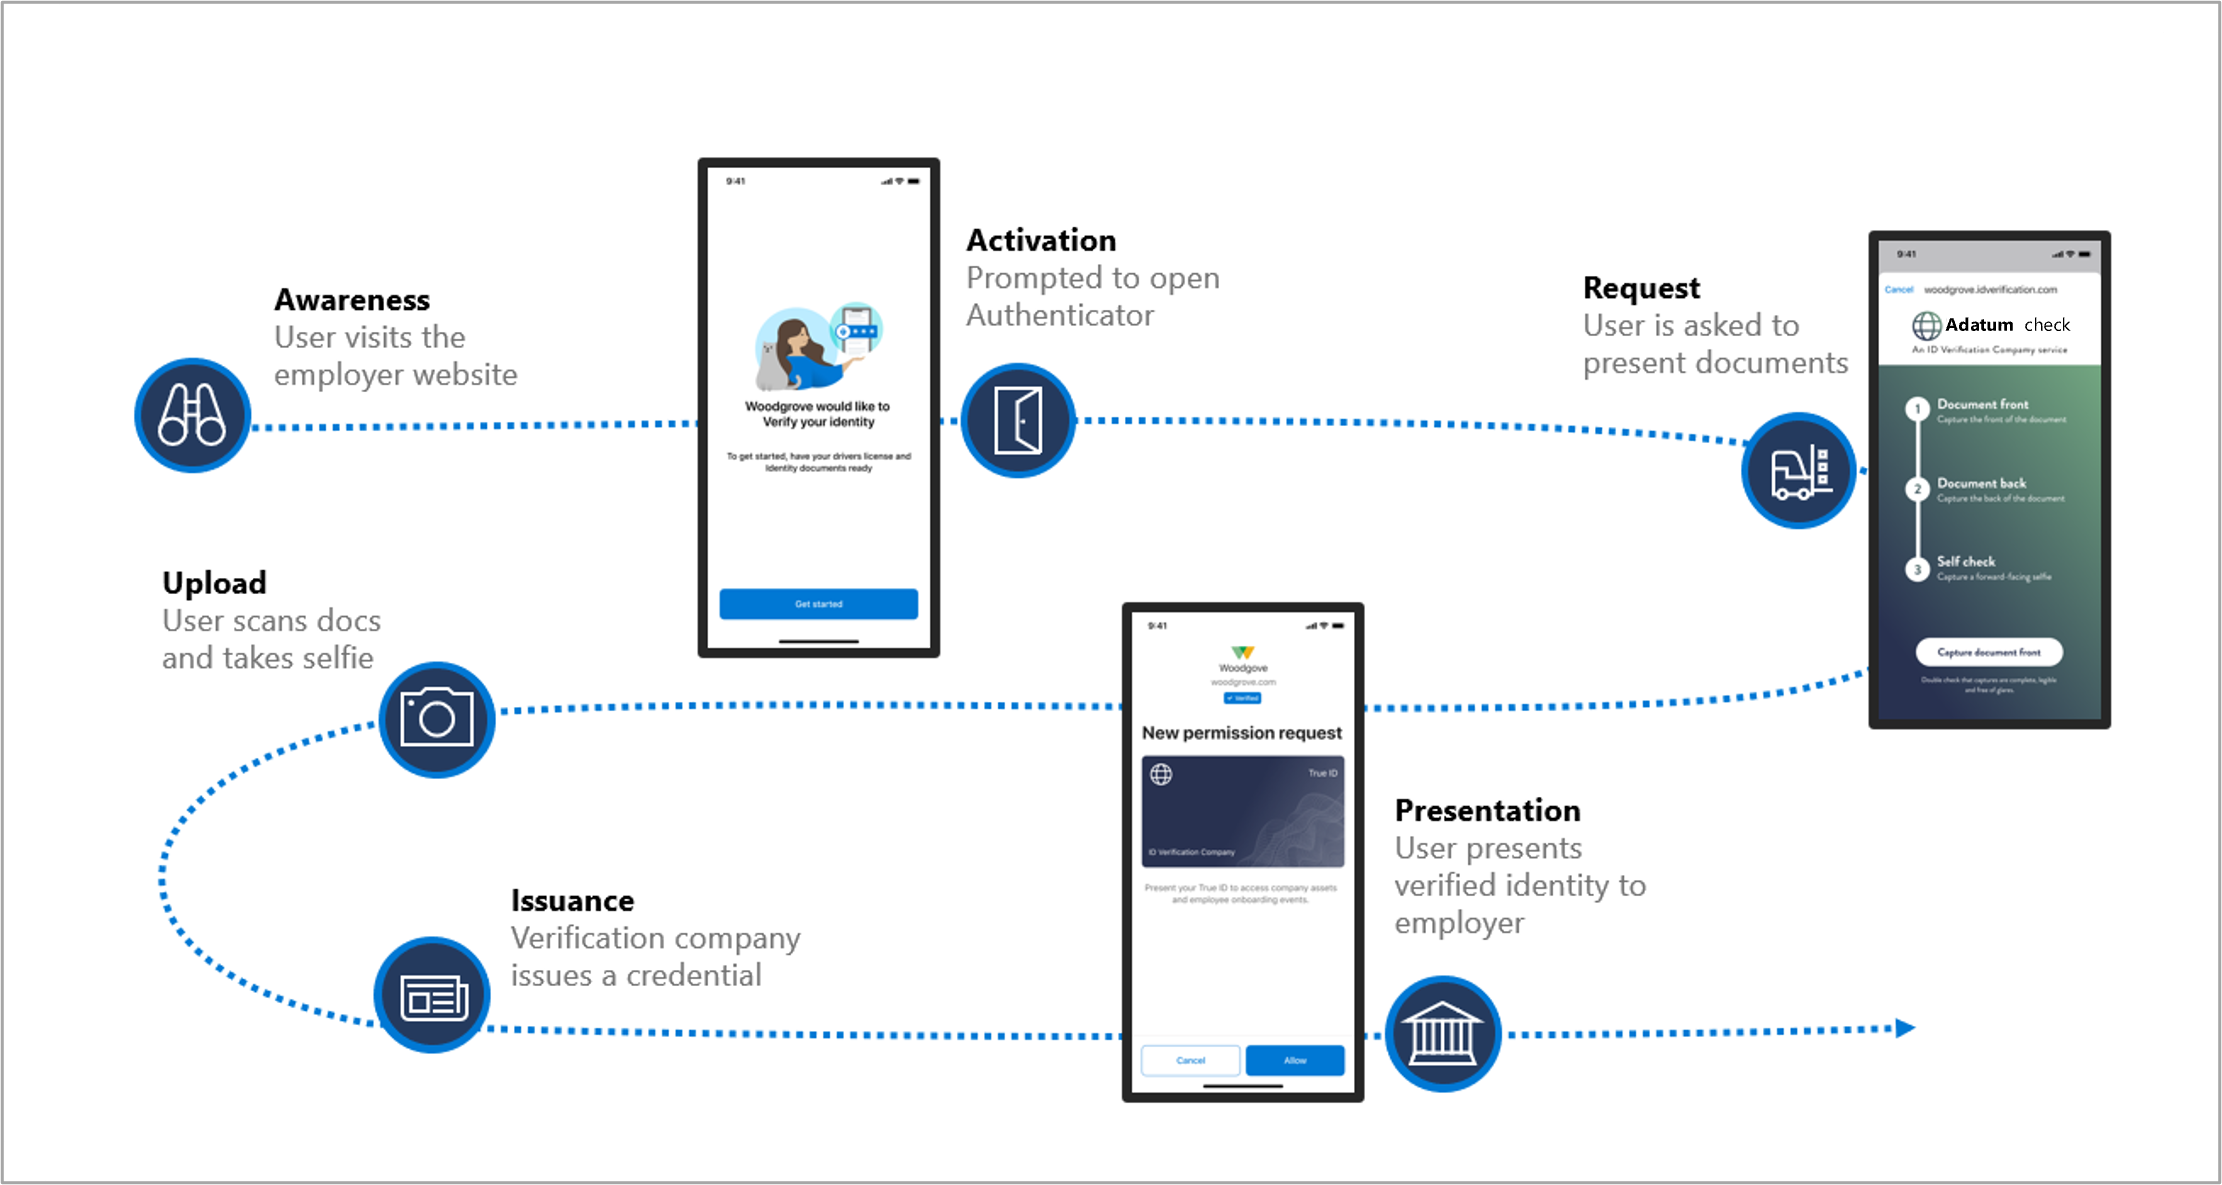 Awareness
User visits the
employer website
9:41
Woodgrove would like to
Verify your identity
To get started, have your drivers license and
Identity documents ready
Get started
Activation
Prompted to open
Authenticator
Request
User is asked to
present documents
9:41
Cancel woodgrove.idverification.com
Adatum check
An ID Verification Company service
1 Document front
Capture the front of the document
2 Document back
Capture the back of the document
3 Self check
Capture a forward-facing selfie
Capture document front
Double check that captures are complete, legible
and free of glares.
Upload
User scans docs
and takes selfie
Issuance
Verification company
issues a credential
9:41
Woodgove
woodgrove.com
Verified
New permission request
True ID
ID Verification Company
Present your True ID to access company assets
and employee onboarding events.
Cancel Allow
Presentation
User presents
verified identity to
employer